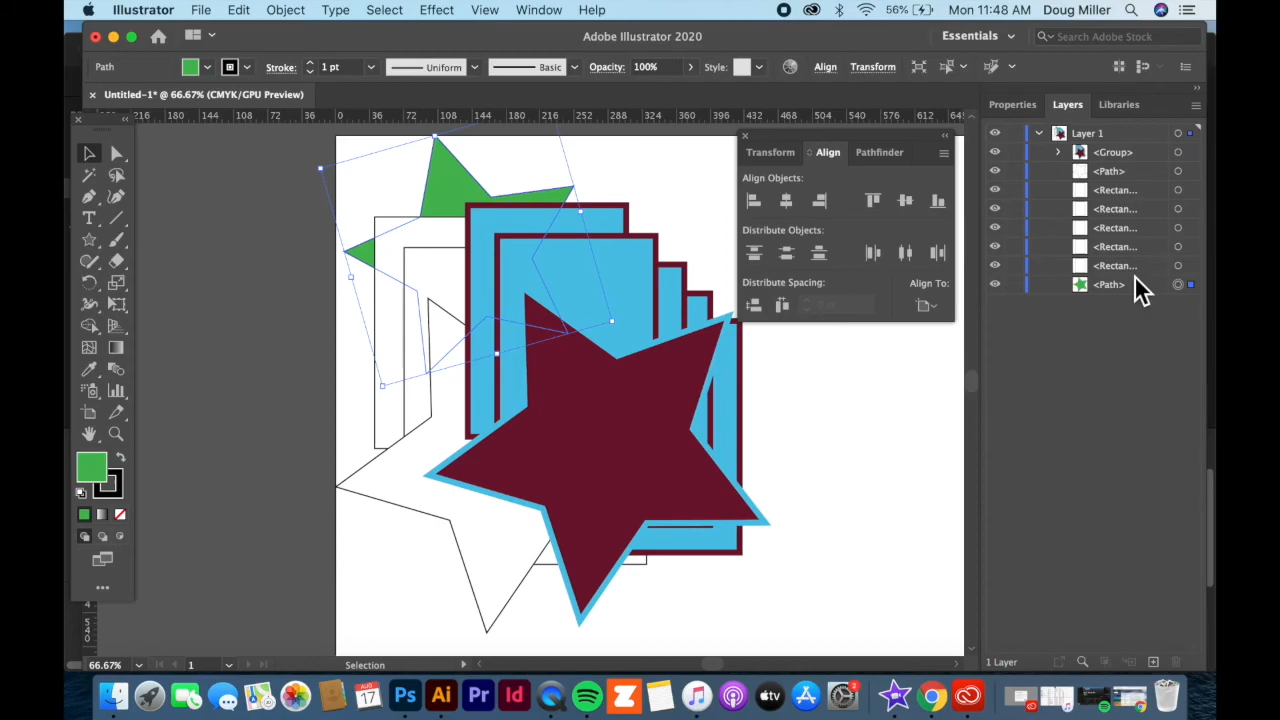 Illustrator File Edit Object Type Select Effect View Window Help 56% Mon 11:48 AM Doug Miller
Adobe Illustrator 2020 Essentials Search Adobe Stock
Path Stroke: 1 pt Uniform Basic Opacity: 100% Style: Align Transform
Untitled-1* @ 66.67% (CMYK/GPU Preview)
180 144 108 72 36 0 36 72 108 144 180 216 252 288 324 360 396 432 468 504 540 576 612
Properties Layers Libraries
Layer 1
<Group>
<Path>
<Rectan...
<Rectan...
<Rectan...
<Rectan...
<Rectan...
<Path>
Transform Align Pathfinder
Align Objects:
Distribute Objects:
Distribute Spacing: Align To:
5
4
0
66.67% 1 Selection
1 Layer
AUG
17
Ps Ai Pr Id tv